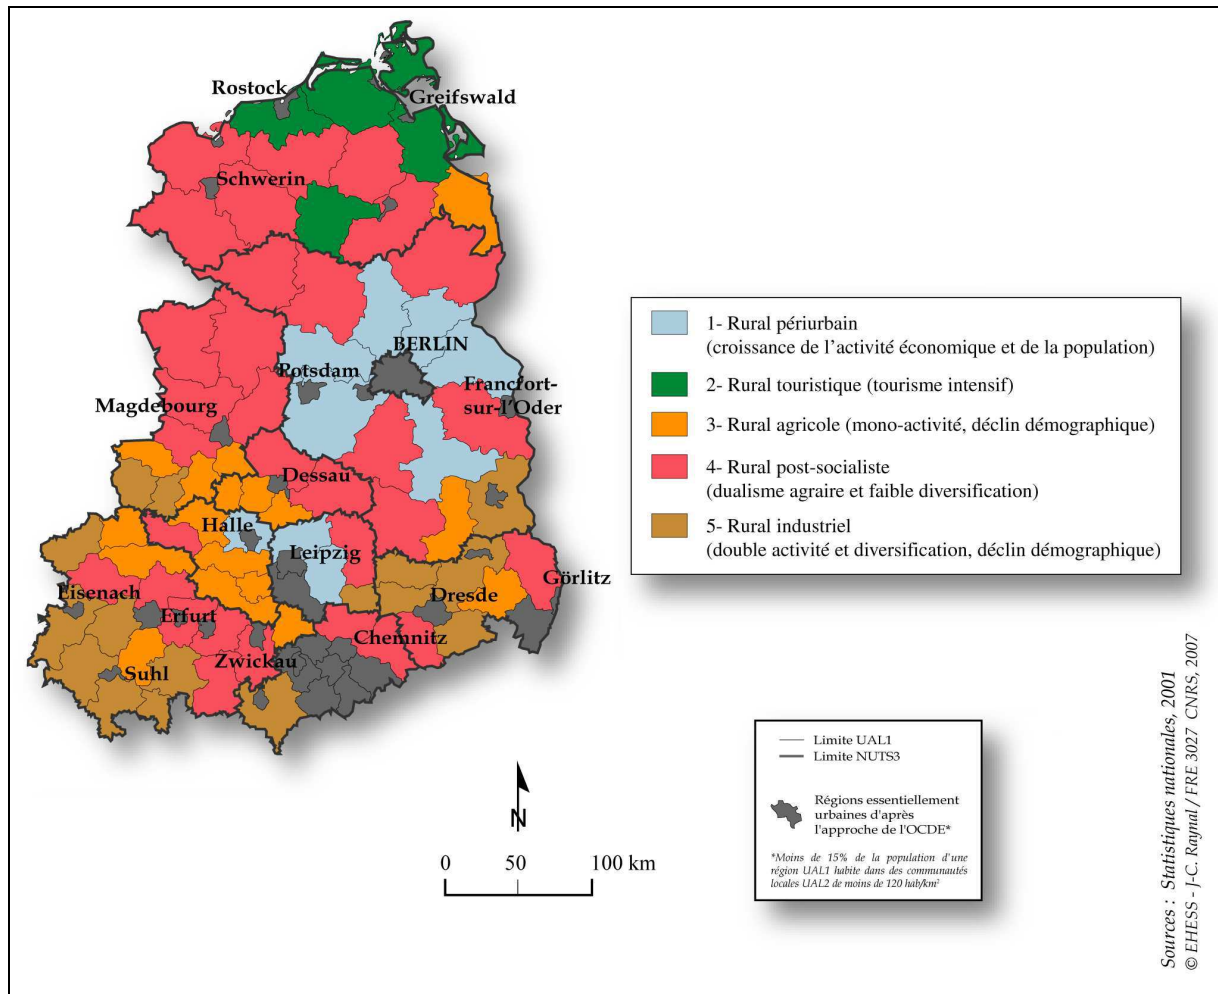 Rostock
Greifswald
Schwerin
BERLIN
Potsdam
Francfort-
sur-l'Oder
Magdebourg
Dessau
Halle
Leipzig
Görlitz
Eisenach
Dresde
Erfurt
Chemnitz
Zwickau
Suhl
1- Rural périurbain
(croissance de l'activité économique et de la population)
2- Rural touristique (tourisme intensif)
3- Rural agricole (mono-activité, déclin démographique)
4- Rural post-socialiste
(dualisme agraire et faible diversification)
5- Rural industriel
(double activité et diversification, déclin démographique)
Limite UAL1
Limite NUTS3
Régions essentiellement
urbaines d'après
l'approche de l'OCDE*
*Moins de 15% de la population d'une
région UAL1 habite dans des communautés
locales UAL2 de moins de 120 hab/km²
N
0 50 100 km
Sources : Statistiques nationales, 2001
© EHESS - J-C. Raynal / FRE 3027 CNRS, 2007